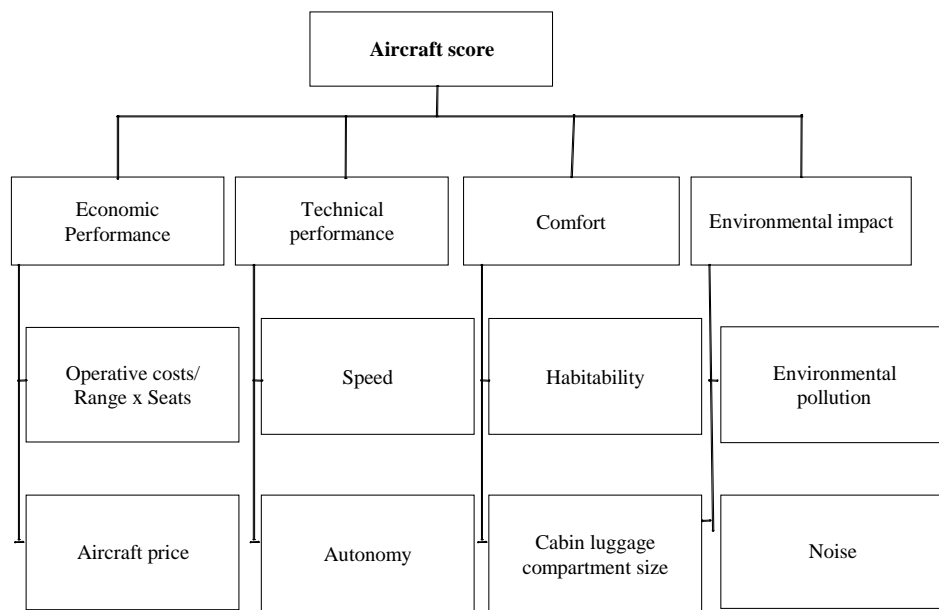 Aircraft score
Economic
Performance
Technical
performance
Comfort
Environmental impact
Operative costs/
Range x Seats
Speed
Habitability
Environmental
pollution
Aircraft price
Autonomy
Cabin luggage
compartment size
Noise